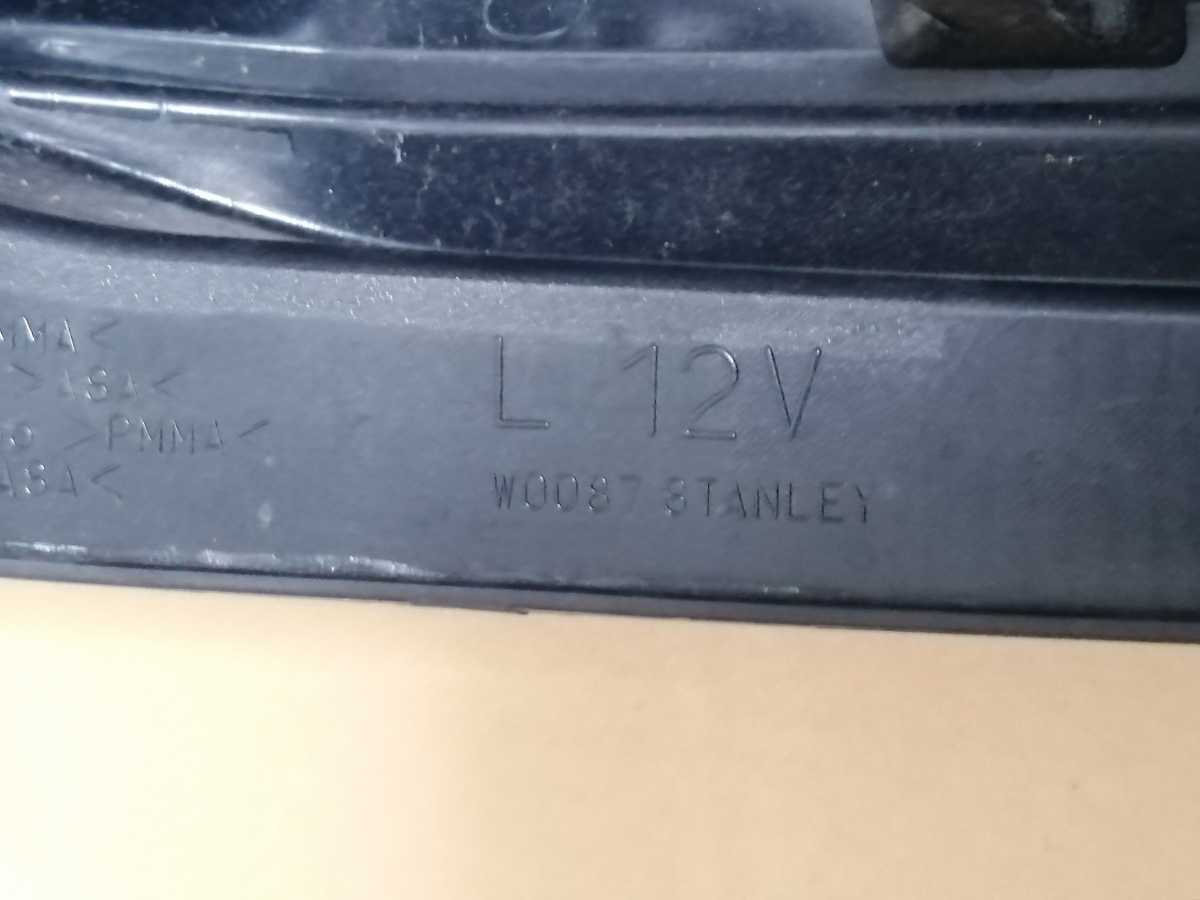 MMA<
>ASA<
>PMMA<
ASA<
L 12V
W0087 STANLEY